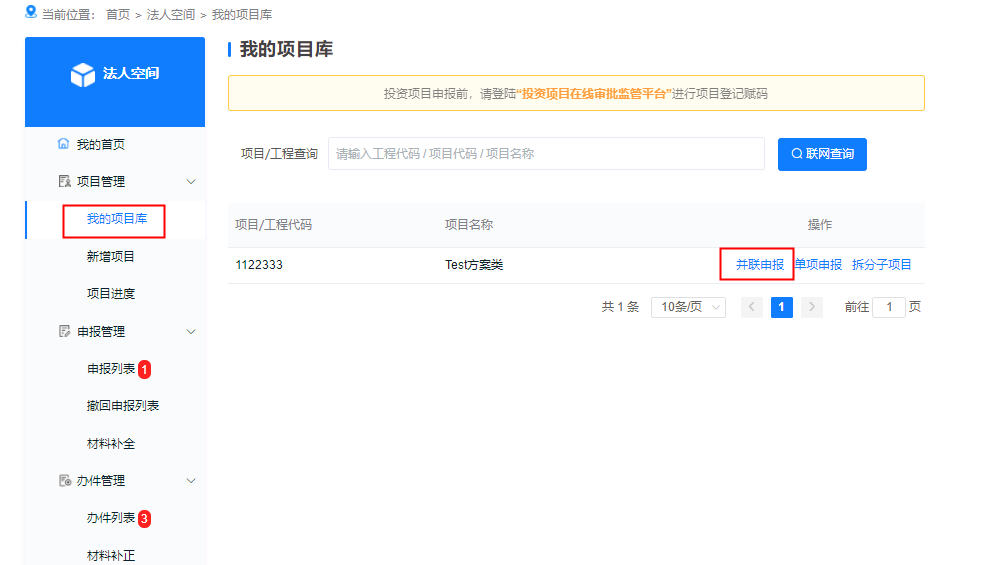 当前位置： 首页 > 法人空间 > 我的项目库
法人空间
我的首页
项目管理
我的项目库
新增项目
项目进度
申报管理
申报列表 1
撤回申报列表
材料补全
办件管理
办件列表 3
材料补正
我的项目库
投资项目申报前，请登陆“投资项目在线审批监管平台”进行项目登记赋码
项目/工程查询 请输入工程代码 / 项目代码 / 项目名称 联网查询
项目/工程代码 项目名称 操作
1122333 Test方案类 并联申报 单项申报 拆分子项目
共 1 条 10条/页 < 1 > 前往 1 页